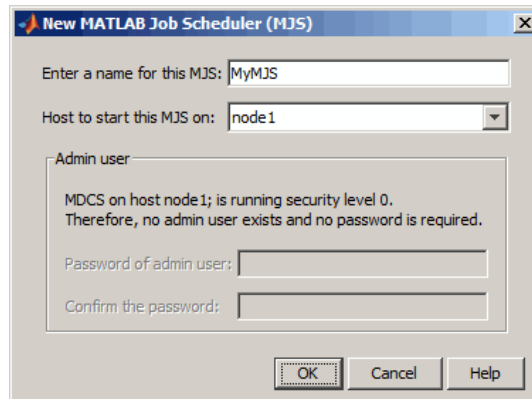 New MATLAB Job Scheduler (MJS)
Enter a name for this MJS: MyMJS
Host to start this MJS on: node1
Admin user
MDCS on host node1; is running security level 0.
Therefore, no admin user exists and no password is required.
Password of admin user:
Confirm the password:
OK Cancel Help